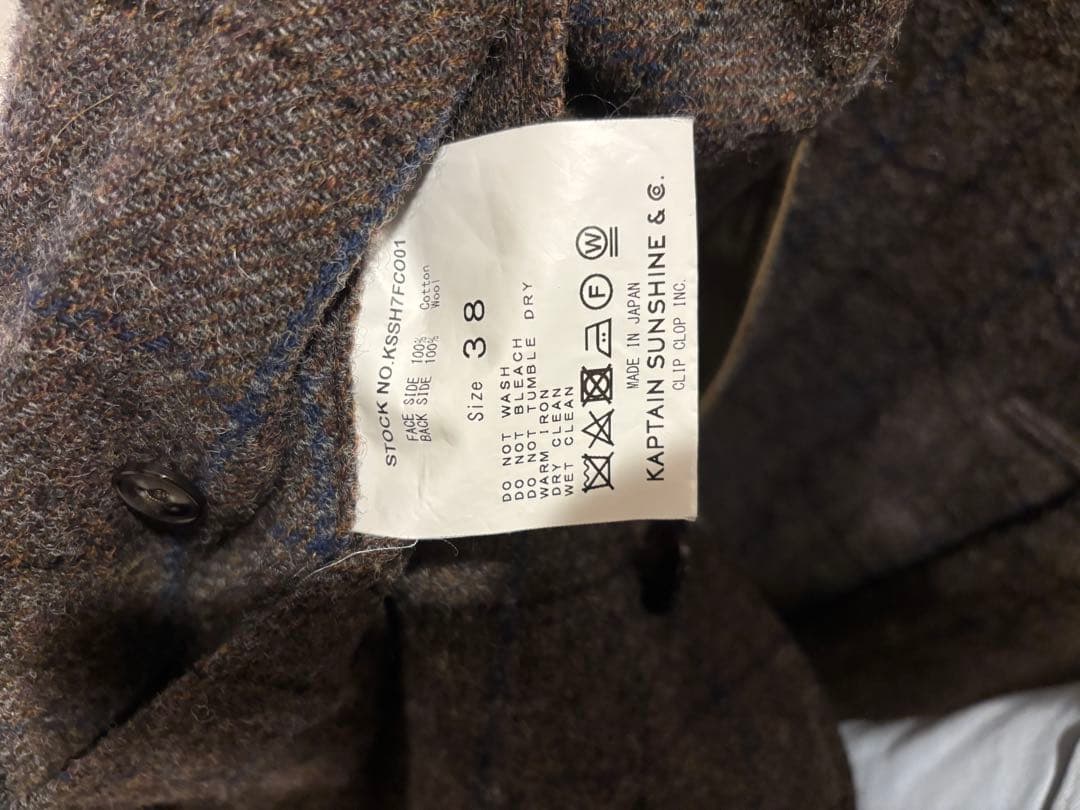 STOCK NO.KSSH7FCO01
FACE SIDE 100% Cotton
BACK SIDE 100% Wool
Size 38
DO NOT WASH
DO NOT BLEACH
DO NOT TUMBLE DRY
WARM IRON
DRY CLEAN
WET CLEAN
F W
MADE IN JAPAN
KAPTAIN SUNSHINE & Co.
CLIP CLOP INC.